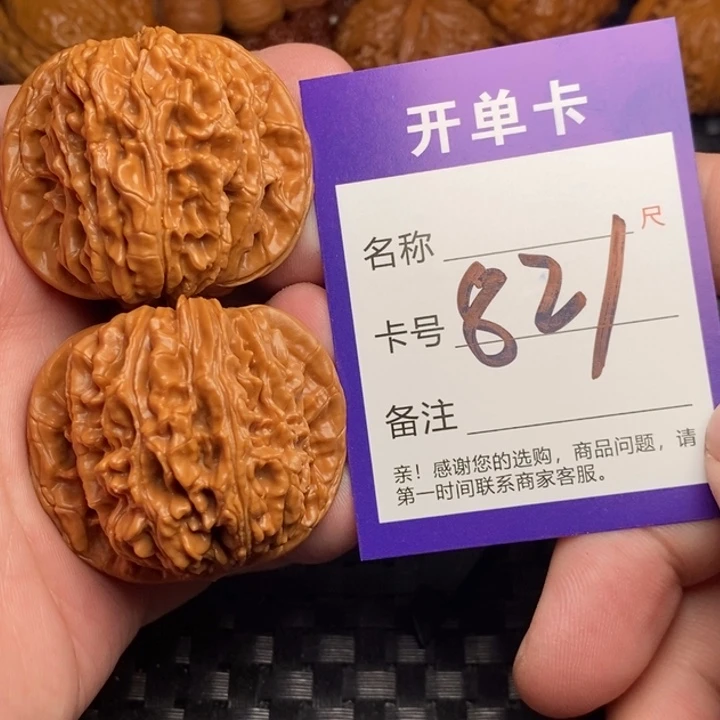 开单卡
名称 尺
卡号 821
备注
亲！感谢您的选购，商品问题，请
第一时间联系商家客服。